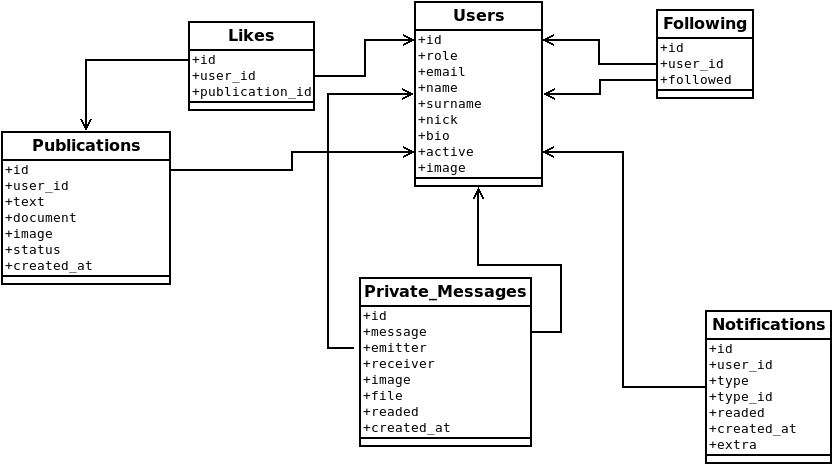 Likes
+id
+user_id
+publication_id
Users
+id
+role
+email
+name
+surname
+nick
+bio
+active
+image
Following
+id
+user_id
+followed
Publications
+id
+user_id
+text
+document
+image
+status
+created_at
Private_Messages
+id
+message
+emitter
+receiver
+image
+file
+readed
+created_at
Notifications
+id
+user_id
+type
+type_id
+readed
+created_at
+extra